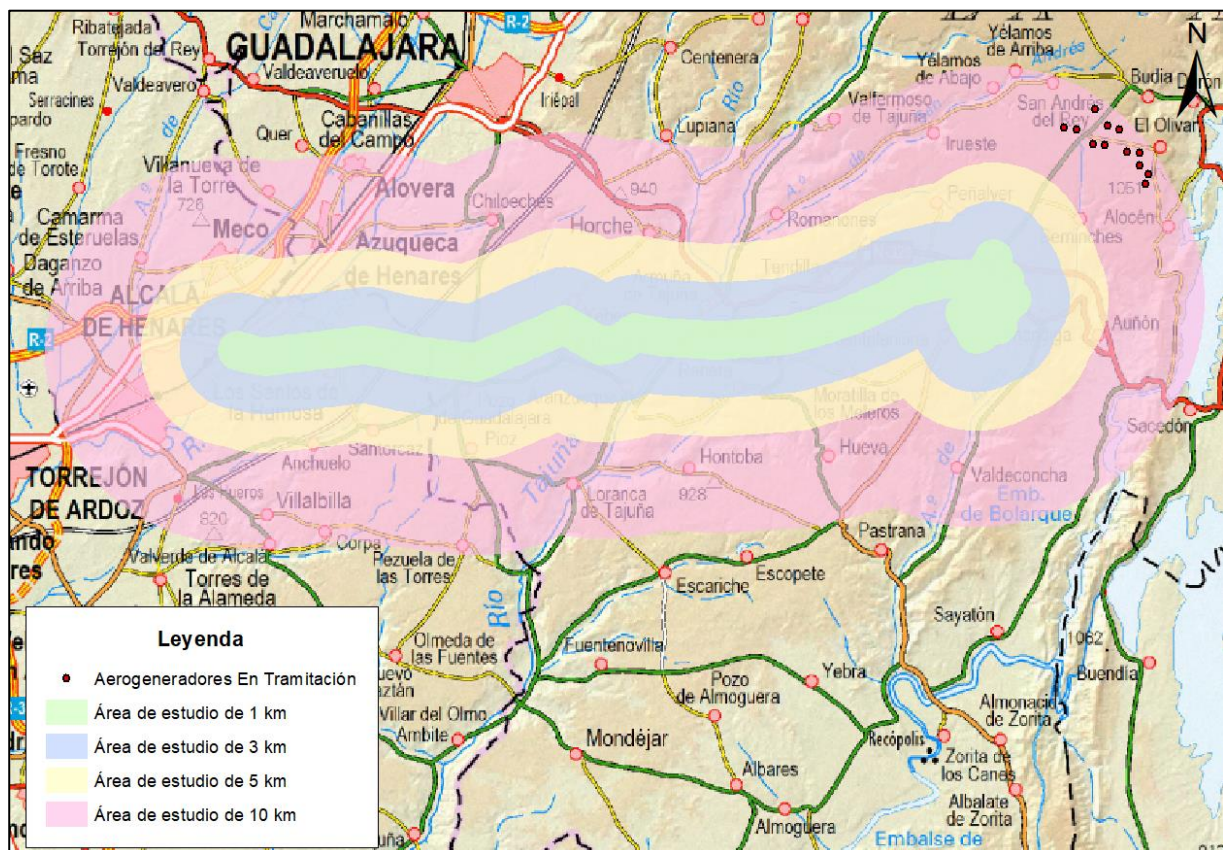 Ribatejada
Marchamalo
R-2
Torrejón del Rey
GUADALAJARA
Centenera
Yélamos
de Arriba
N
Valdeaveruelo
Valdeavero
Iriépal
Río
Yélamos
de Abajo
Andrés
Budia
Durón
Serracines
Cabanillas
del Campo
Valfermoso
de Tajuña
San Andrés
del Rey
Quer
Lupiana
El Olivar
Fresno
de Torote
Villanueva de
la Torre
Irueste
Alovera
940
Peñalver
1051
Alocén
728
Chiloeches
Romanones
Camarma
de Esteruelas
Meco
Azuqueca
de Henares
Horche
Daganzo
de Arriba
ALCALÁ
DE HENARES
R-2
Auñón
Los Santos de
la Humosa
Moratilla de
los Meleros
Sacedón
Santorcaz
Pioz
Anchuelo
Hueva
TORREJÓN
DE ARDOZ
Tajuña
Hontoba
Valdeconcha
Los Hueros
Villalbilla
Loranca
de Tajuña
928
Emb.
de Bolarque
820
Corpa
Pastrana
Valverde de Alcalá
Pezuela de
las Torres
Escopete
Torres de
la Alameda
Escariche
Río
Sayatón
Olmeda de
las Fuentes
Fuentenovilla
1062
Buendía
Yebra
Pozo
de Almoguera
Villar del Olmo
Almonacid
de Zorita
Ambite
Mondéjar
Recópolis
Zorita de
los Canes
Albares
Albalate
de Zorita
Almoguera
Embalse de
Leyenda
Aerogeneradores En Tramitación
Área de estudio de 1 km
Área de estudio de 3 km
Área de estudio de 5 km
Área de estudio de 10 km